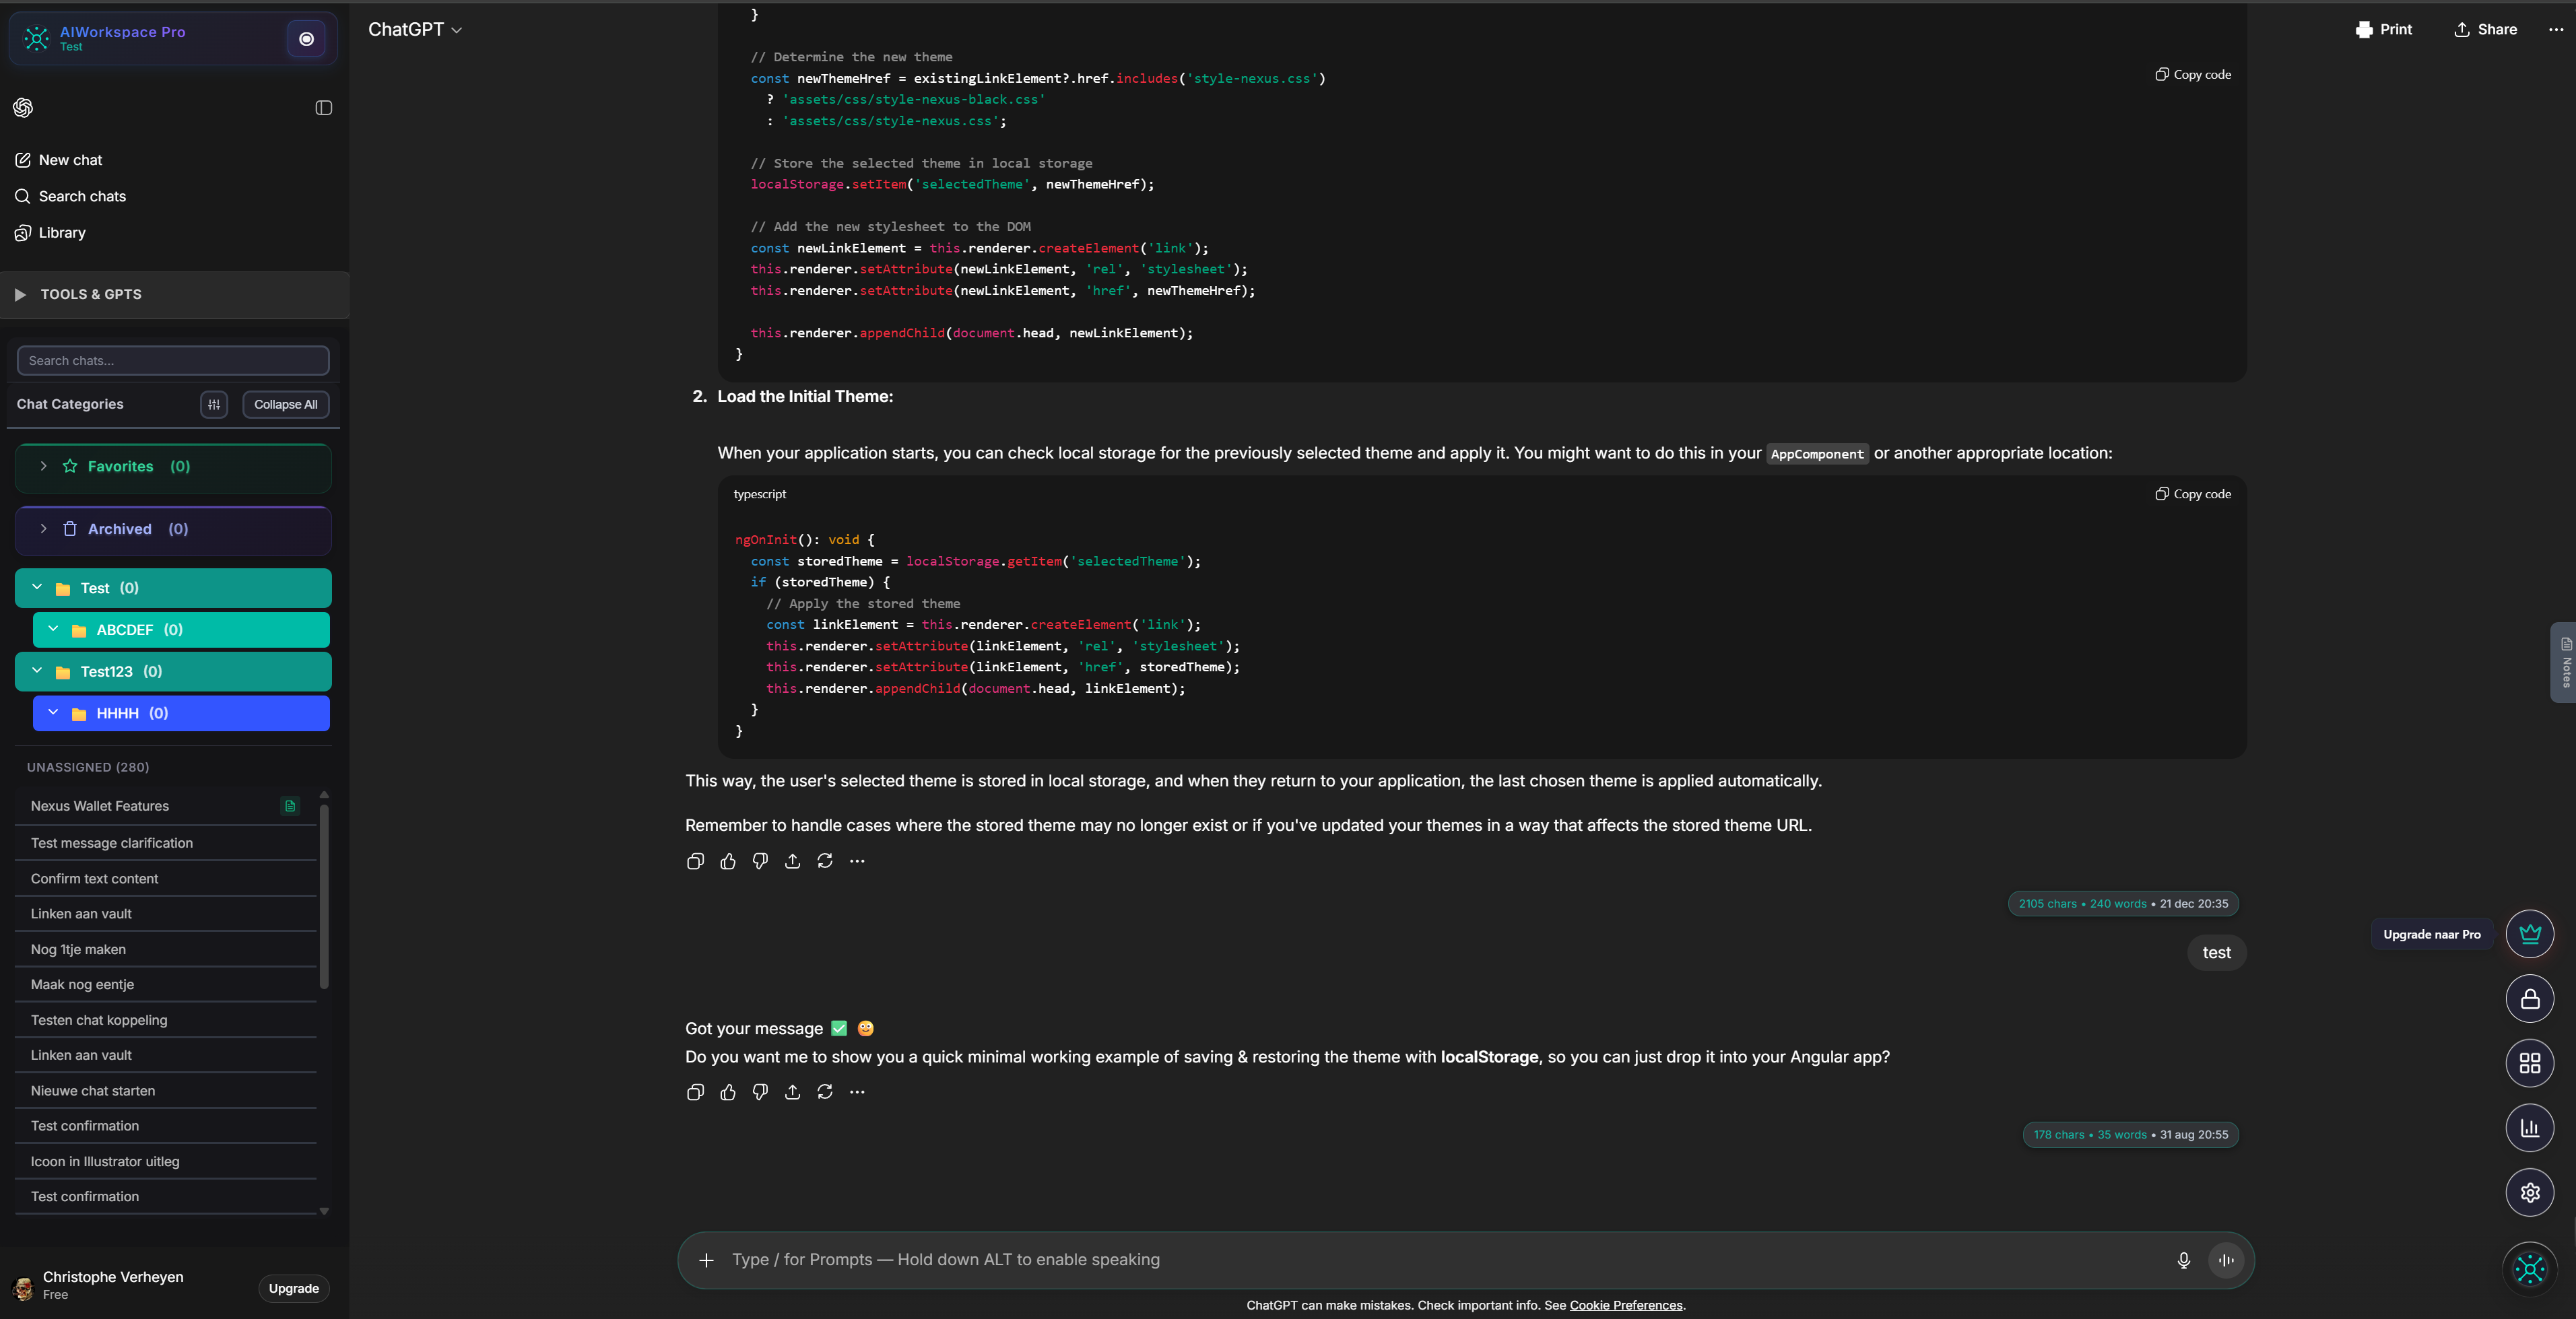 AIWorkspace Pro
Test
New chat
Search chats
Library
TOOLS & GPTS
Search chats...
Chat Categories
Collapse All
Favorites (0)
Archived (0)
Test (0)
ABCDEF (0)
Test123 (0)
HHHH (0)
UNASSIGNED (280)
Nexus Wallet Features
Test message clarification
Confirm text content
Linken aan vault
Nog 1tje maken
Maak nog eentje
Testen chat koppeling
Linken aan vault
Nieuwe chat starten
Test confirmation
Icoon in Illustrator uitleg
Test confirmation
Christophe Verheyen
Free
Upgrade
ChatGPT
Print
Share
}
// Determine the new theme
const newThemeHref = existingLinkElement?.href.includes('style-nexus.css')
Copy code
? 'assets/css/style-nexus-black.css'
: 'assets/css/style-nexus.css';
// Store the selected theme in local storage
localStorage.setItem('selectedTheme', newThemeHref);
// Add the new stylesheet to the DOM
const newLinkElement = this.renderer.createElement('link');
this.renderer.setAttribute(newLinkElement, 'rel', 'stylesheet');
this.renderer.setAttribute(newLinkElement, 'href', newThemeHref);
this.renderer.appendChild(document.head, newLinkElement);
}
2. Load the Initial Theme:
When your application starts, you can check local storage for the previously selected theme and apply it. You might want to do this in your AppComponent or another appropriate location:
typescript
Copy code
ngOnInit(): void {
const storedTheme = localStorage.getItem('selectedTheme');
if (storedTheme) {
// Apply the stored theme
const linkElement = this.renderer.createElement('link');
this.renderer.setAttribute(linkElement, 'rel', 'stylesheet');
this.renderer.setAttribute(linkElement, 'href', storedTheme);
this.renderer.appendChild(document.head, linkElement);
}
}
This way, the user's selected theme is stored in local storage, and when they return to your application, the last chosen theme is applied automatically.
Remember to handle cases where the stored theme may no longer exist or if you've updated your themes in a way that affects the stored theme URL.
2105 chars • 240 words • 21 dec 20:35
test
Got your message ✅ 😄
Do you want me to show you a quick minimal working example of saving & restoring the theme with localStorage, so you can just drop it into your Angular app?
178 chars • 35 words • 31 aug 20:55
Type / for Prompts — Hold down ALT to enable speaking
ChatGPT can make mistakes. Check important info. See Cookie Preferences.
Notes
Upgrade naar Pro